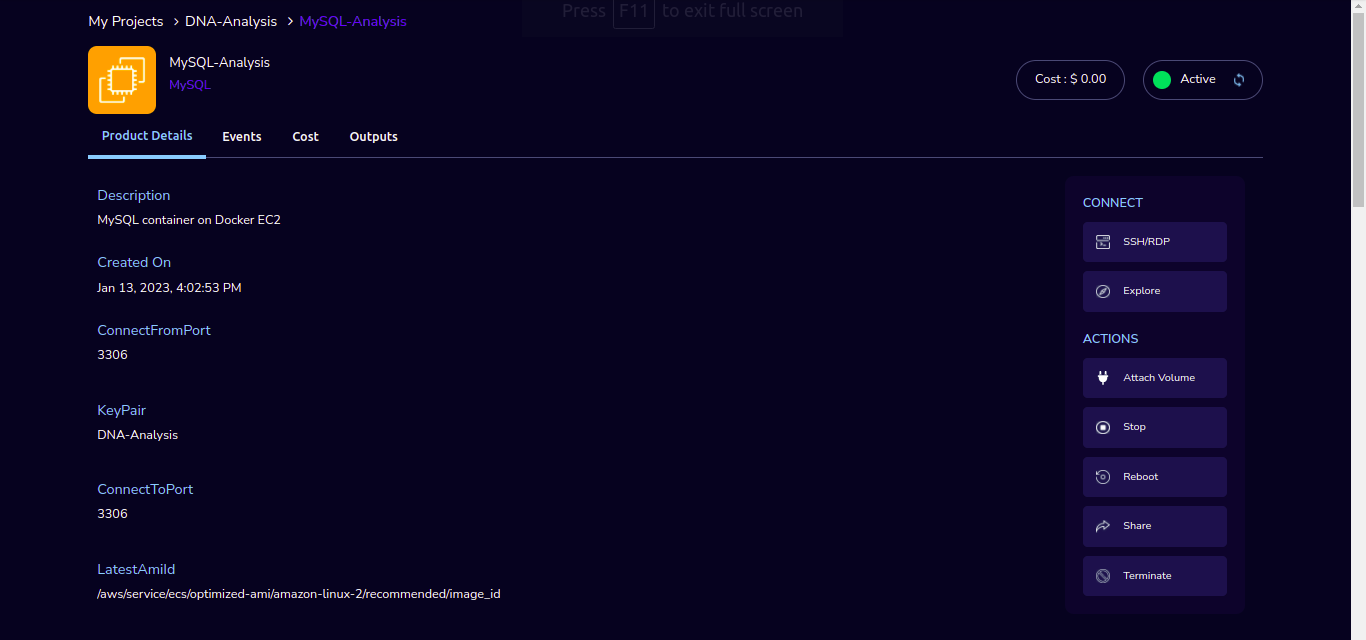 Press F11 to exit full screen
My Projects > DNA-Analysis > MySQL-Analysis
MySQL-Analysis
MySQL
Cost : $ 0.00
Active
Product Details
Events
Cost
Outputs
Description
MySQL container on Docker EC2
Created On
Jan 13, 2023, 4:02:53 PM
ConnectFromPort
3306
KeyPair
DNA-Analysis
ConnectToPort
3306
LatestAmiId
/aws/service/ecs/optimized-ami/amazon-linux-2/recommended/image_id
CONNECT
SSH/RDP
Explore
ACTIONS
Attach Volume
Stop
Reboot
Share
Terminate